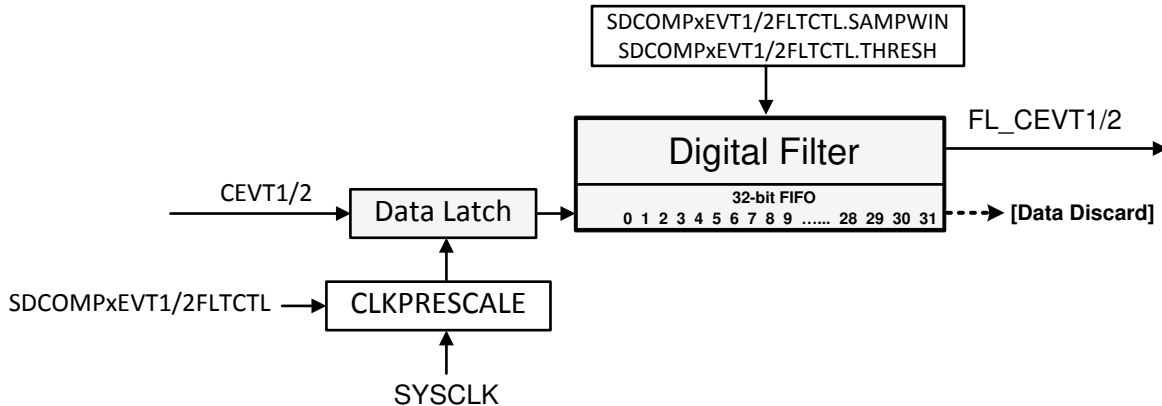 SDCOMPxEVT1/2FLTCTL.SAMPWIN
SDCOMPxEVT1/2FLTCTL.THRESH
FL_CEVT1/2
Digital Filter
CEVT1/2
Data Latch
32-bit FIFO
0 1 2 3 4 5 6 7 8 9 ...... 28 29 30 31
[Data Discard]
SDCOMPxEVT1/2FLTCTL
CLKPRESCALE
SYSCLK